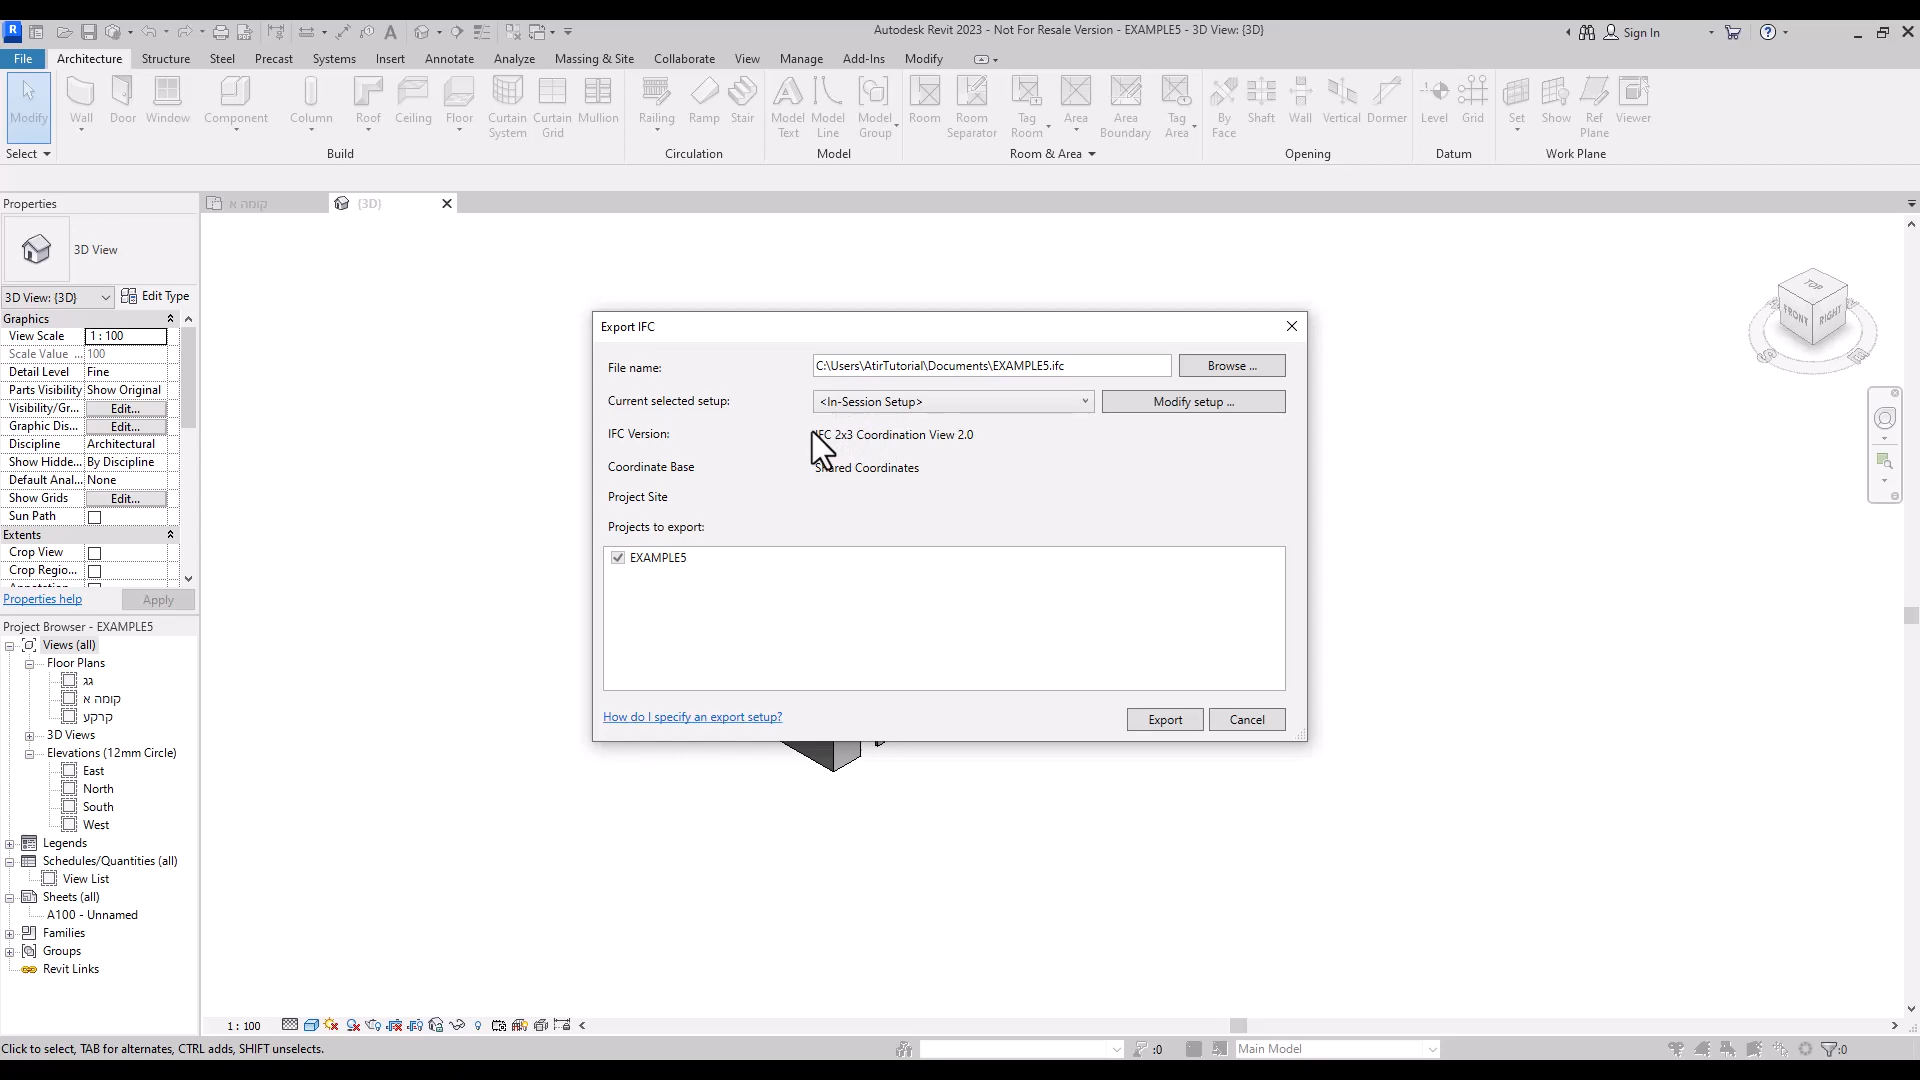 Autodesk Revit 2023 - Not For Resale Version - EXAMPLE5 - 3D View: {3D}
Sign In
File Architecture Structure Steel Precast Systems Insert Annotate Analyze Massing & Site Collaborate View Manage Add-Ins Modify
Modify Wall Door Window Component Column Roof Ceiling Floor Curtain System Curtain Grid Mullion Railing Ramp Stair Model Text Model Line Model Group Room Room Separator Tag Room Area Area Boundary Tag Area By Face Shaft Wall Vertical Dormer Level Grid Set Show Ref Plane Viewer
Select Build Circulation Model Room & Area Opening Datum Work Plane
Properties
קומה א
{3D}
3D View
3D View: {3D} Edit Type
Graphics
View Scale 1 : 100
Scale Value ... 100
Detail Level Fine
Parts Visibility Show Original
Visibility/Gr... Edit...
Graphic Dis... Edit...
Discipline Architectural
Show Hidde... By Discipline
Default Anal... None
Show Grids Edit...
Sun Path
Extents
Crop View
Crop Regio...
Properties help Apply
Project Browser - EXAMPLE5
Views (all)
Floor Plans
גג
קומה א
קרקע
3D Views
Elevations (12mm Circle)
East
North
South
West
Legends
Schedules/Quantities (all)
View List
Sheets (all)
A100 - Unnamed
Families
Groups
Revit Links
Export IFC
File name: C:\Users\AtirTutorial\Documents\EXAMPLE5.ifc Browse ...
Current selected setup: <In-Session Setup> Modify setup ...
IFC Version: IFC 2x3 Coordination View 2.0
Coordinate Base Shared Coordinates
Project Site
Projects to export:
EXAMPLE5
How do I specify an export setup? Export Cancel
TOP
FRONT
RIGHT
1 : 100
Click to select, TAB for alternates, CTRL adds, SHIFT unselects.
:0
Main Model
:0